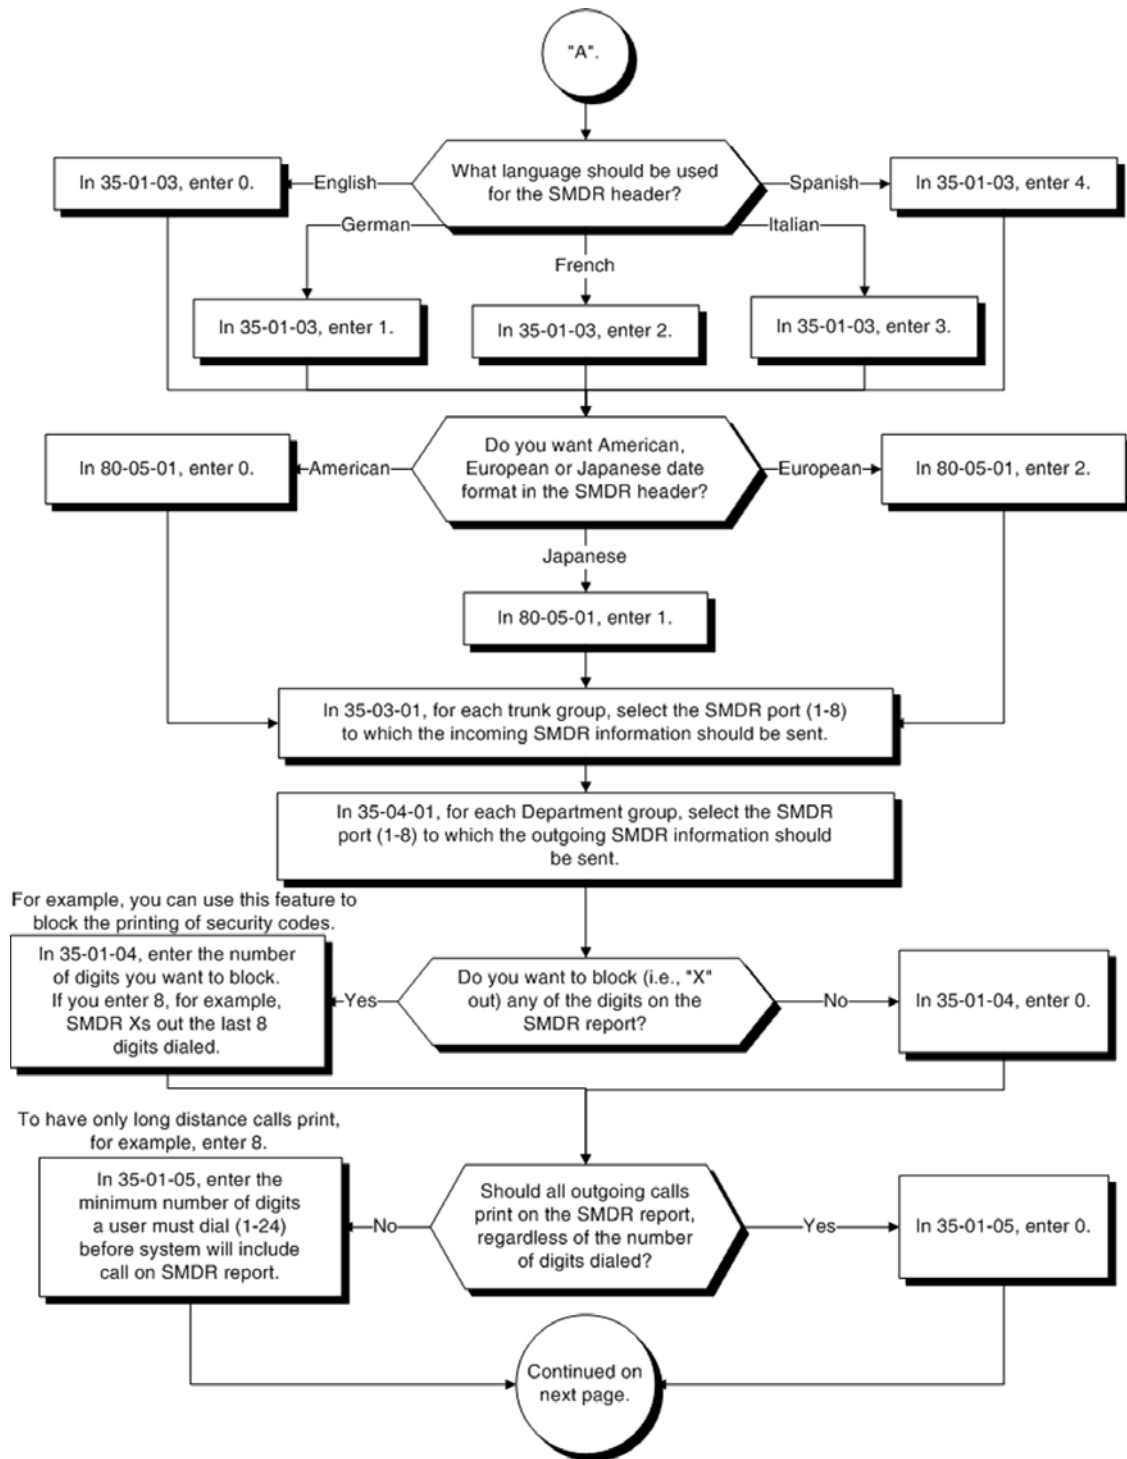 "A".
What language should be used
for the SMDR header?
In 35-01-03, enter 0.
English
Spanish
In 35-01-03, enter 4.
German
Italian
French
In 35-01-03, enter 1.
In 35-01-03, enter 2.
In 35-01-03, enter 3.
Do you want American,
European or Japanese date
format in the SMDR header?
In 80-05-01, enter 0.
American
European
In 80-05-01, enter 2.
Japanese
In 80-05-01, enter 1.
In 35-03-01, for each trunk group, select the SMDR port (1-8)
to which the incoming SMDR information should be sent.
In 35-04-01, for each Department group, select the SMDR
port (1-8) to which the outgoing SMDR information should
be sent.
For example, you can use this feature to
block the printing of security codes.
In 35-01-04, enter the number
of digits you want to block.
If you enter 8, for example,
SMDR Xs out the last 8
digits dialed.
Yes
Do you want to block (i.e., "X"
out) any of the digits on the
SMDR report?
No
In 35-01-04, enter 0.
To have only long distance calls print,
for example, enter 8.
In 35-01-05, enter the
minimum number of digits
a user must dial (1-24)
before system will include
call on SMDR report.
No
Should all outgoing calls
print on the SMDR report,
regardless of the number
of digits dialed?
Yes
In 35-01-05, enter 0.
Continued on
next page.